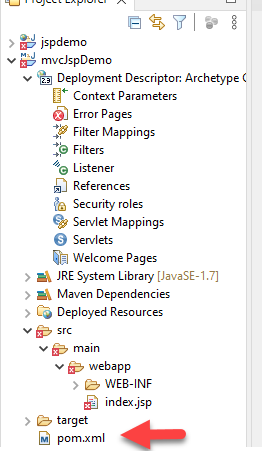 Project Explorer
jspdemo
mvcJspDemo
Deployment Descriptor: Archetype C
Context Parameters
Error Pages
Filter Mappings
Filters
Listener
References
Security roles
Servlet Mappings
Servlets
Welcome Pages
JRE System Library [JavaSE-1.7]
Maven Dependencies
Deployed Resources
src
main
webapp
WEB-INF
index.jsp
target
pom.xml